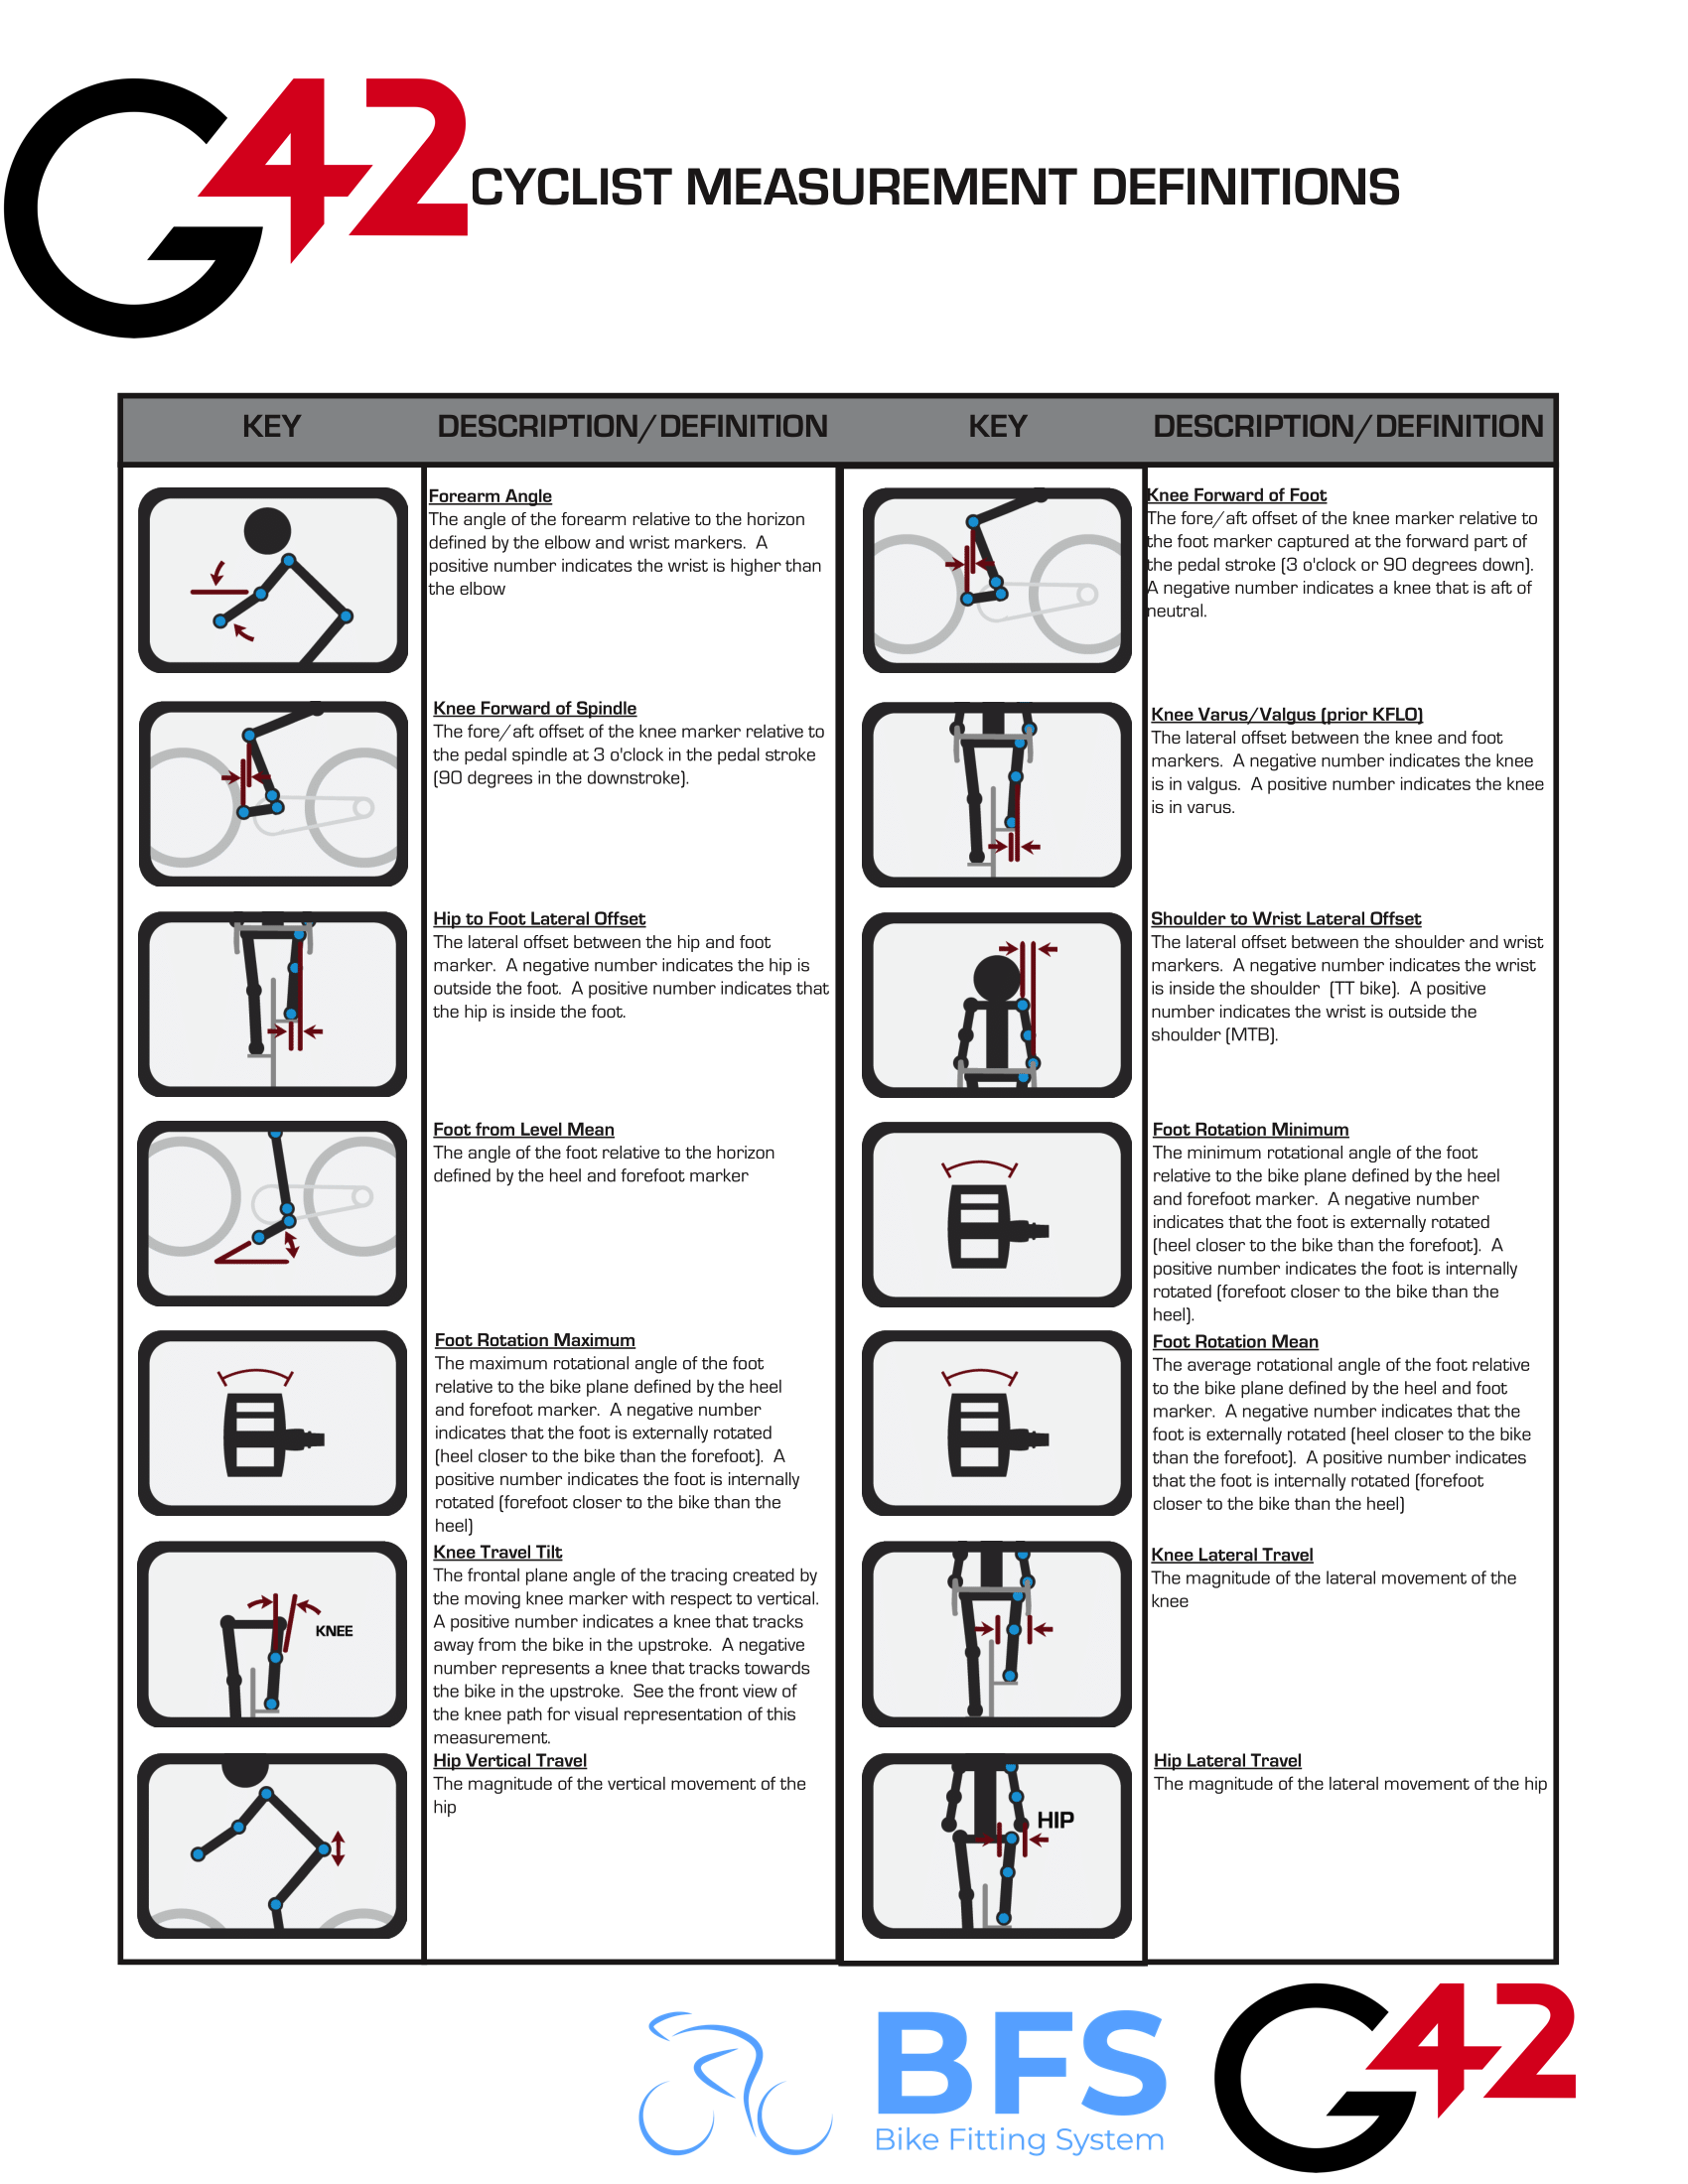 G42
CYCLIST MEASUREMENT DEFINITIONS
KEY
DESCRIPTION/DEFINITION
KEY
DESCRIPTION/DEFINITION
Forearm Angle
The angle of the forearm relative to the horizon
defined by the elbow and wrist markers.  A
positive number indicates the wrist is higher than
the elbow
Knee Forward of Foot
The fore/aft offset of the knee marker relative to
the foot marker captured at the forward part of
the pedal stroke (3 o'clock or 90 degrees down).
A negative number indicates a knee that is aft of
neutral.
Knee Forward of Spindle
The fore/aft offset of the knee marker relative to
the pedal spindle at 3 o'clock in the pedal stroke
(90 degrees in the downstroke).
Knee Varus/Valgus (prior KFLO)
The lateral offset between the knee and foot
markers.  A negative number indicates the knee
is in valgus.  A positive number indicates the knee
is in varus.
Hip to Foot Lateral Offset
The lateral offset between the hip and foot
marker.  A negative number indicates the hip is
outside the foot.  A positive number indicates that
the hip is inside the foot.
Shoulder to Wrist Lateral Offset
The lateral offset between the shoulder and wrist
markers.  A negative number indicates the wrist
is inside the shoulder  (TT bike).  A positive
number indicates the wrist is outside the
shoulder (MTB).
Foot from Level Mean
The angle of the foot relative to the horizon
defined by the heel and forefoot marker
Foot Rotation Minimum
The minimum rotational angle of the foot
relative to the bike plane defined by the heel
and forefoot marker.  A negative number
indicates that the foot is externally rotated
(heel closer to the bike than the forefoot).  A
positive number indicates the foot is internally
rotated (forefoot closer to the bike than the
heel).
Foot Rotation Maximum
The maximum rotational angle of the foot
relative to the bike plane defined by the heel
and forefoot marker.  A negative number
indicates that the foot is externally rotated
(heel closer to the bike than the forefoot).  A
positive number indicates the foot is internally
rotated (forefoot closer to the bike than the
heel)
Foot Rotation Mean
The average rotational angle of the foot relative
to the bike plane defined by the heel and foot
marker.  A negative number indicates that the
foot is externally rotated (heel closer to the bike
than the forefoot).  A positive number indicates
that the foot is internally rotated (forefoot
closer to the bike than the heel)
KNEE
Knee Travel Tilt
The frontal plane angle of the tracing created by
the moving knee marker with respect to vertical.
A positive number indicates a knee that tracks
away from the bike in the upstroke.  A negative
number represents a knee that tracks towards
the bike in the upstroke.  See the front view of
the knee path for visual representation of this
measurement.
Knee Lateral Travel
The magnitude of the lateral movement of the
knee
Hip Vertical Travel
The magnitude of the vertical movement of the
hip
HIP
Hip Lateral Travel
The magnitude of the lateral movement of the hip
BFS
Bike Fitting System
G42